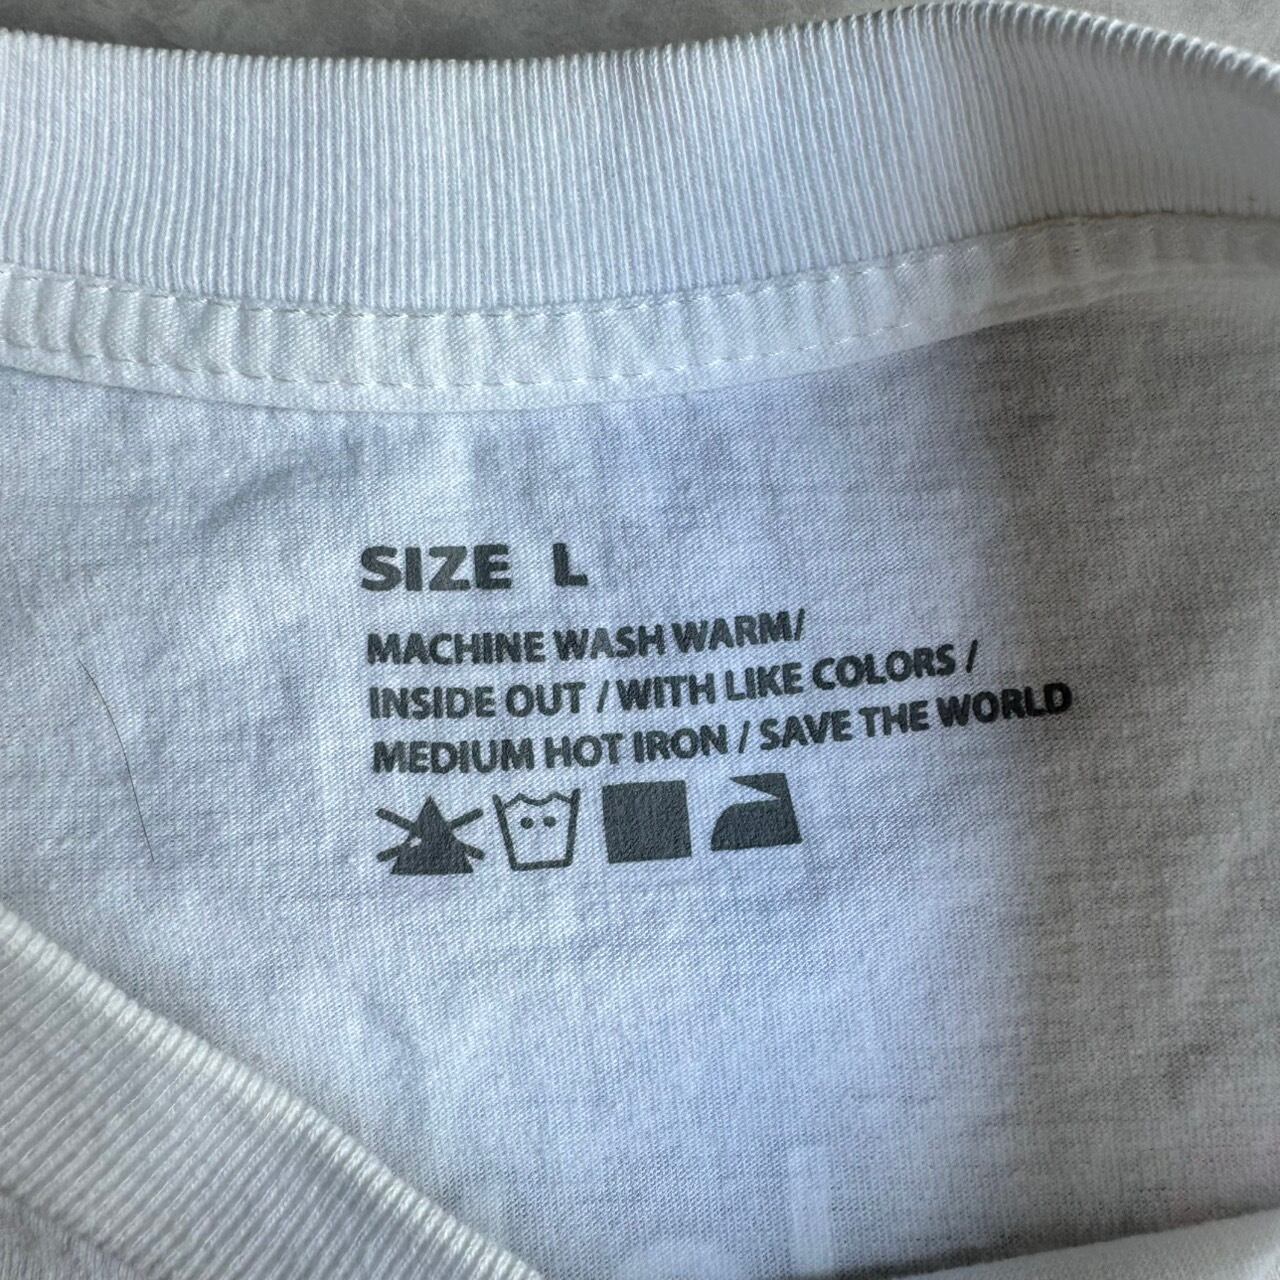 SIZE L
MACHINE WASH WARM/
INSIDE OUT / WITH LIKE COLORS /
MEDIUM HOT IRON / SAVE THE WORLD